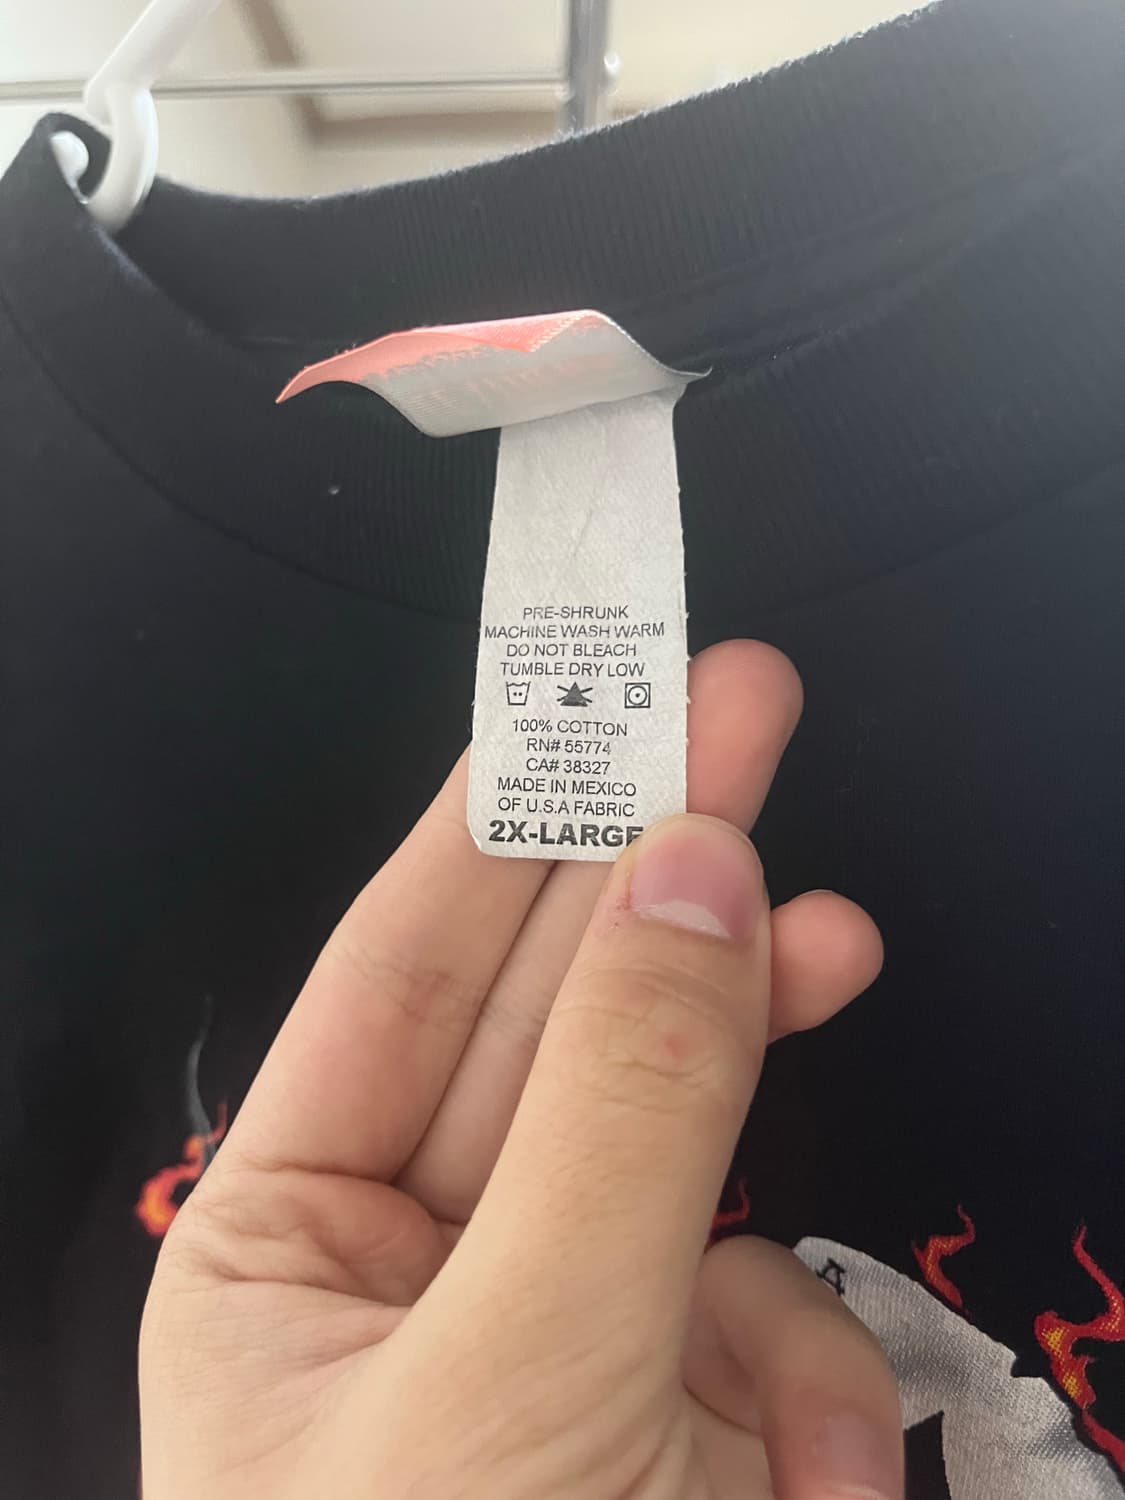 PRE-SHRUNK
MACHINE WASH WARM
DO NOT BLEACH
TUMBLE DRY LOW
100% COTTON
RN# 55774
CA# 38327
MADE IN MEXICO
OF U.S.A FABRIC
2X-LARGE